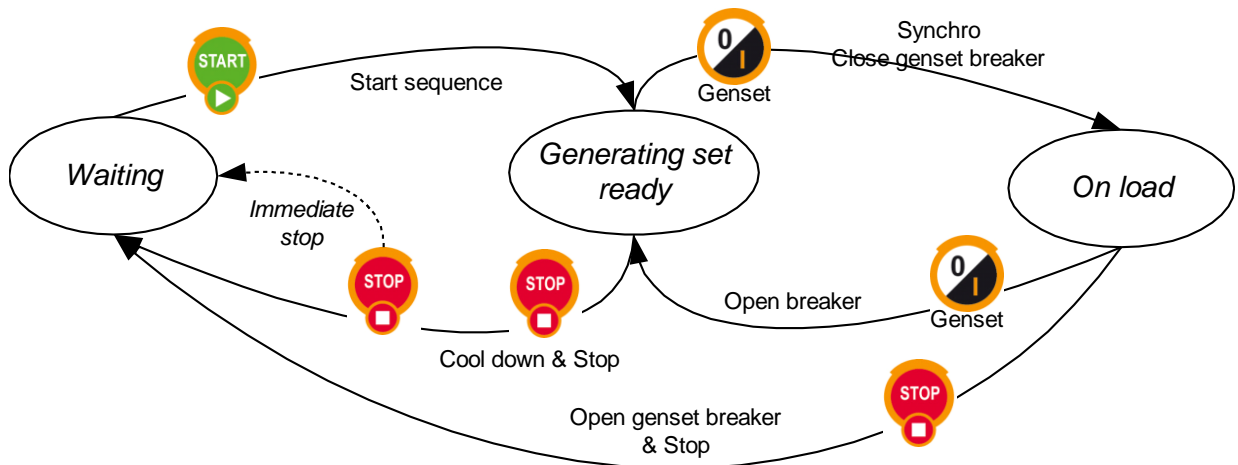 START
Start sequence
0
I
Genset
Synchro
Close genset breaker
Waiting
Generating set
ready
On load
Immediate
stop
STOP
STOP
Cool down & Stop
Open breaker
0
I
Genset
STOP
Open genset breaker
& Stop